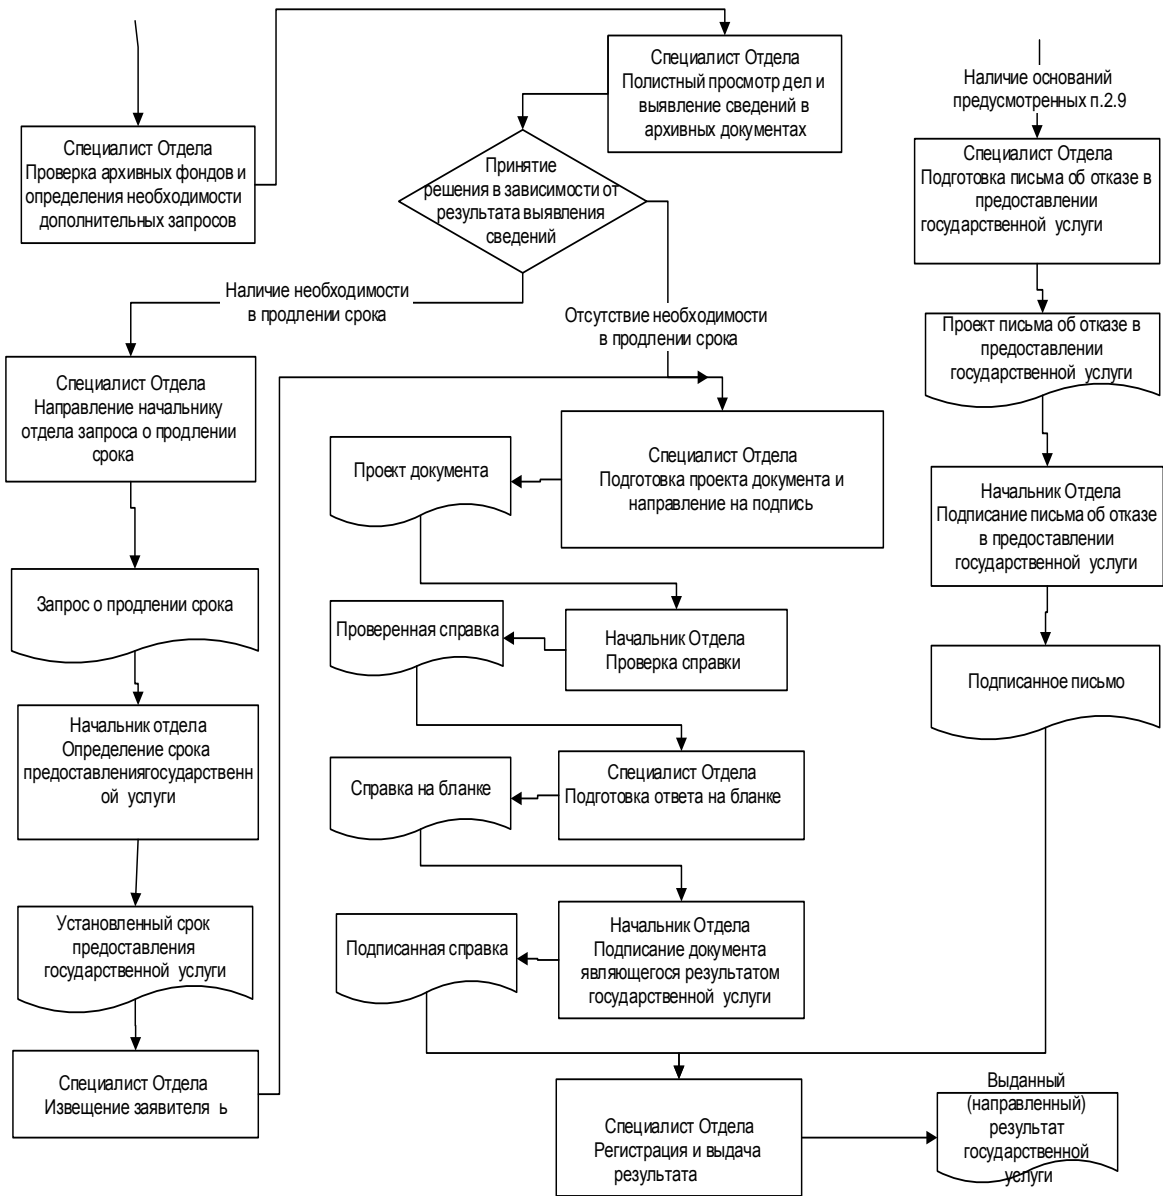 Специалист Отдела
Проверка архивных фондов и
определения необходимости
дополнительных запросов
Специалист Отдела
Полистный просмотр дел и
выявление сведений в
архивных документах
Наличие оснований
предусмотренных п.2.9
Принятие
решения в зависимости от
результата выявления
сведений
Специалист Отдела
Подготовка письма об отказе в
предоставлении
государственной услуги
Наличие необходимости
в продлении срока
Отсутствие необходимости
в продлении срока
Проект письма об отказе в
предоставлении
государственной услуги
Специалист Отдела
Направление начальнику
отдела запроса о продлении
срока
Проект документа
Специалист Отдела
Подготовка проекта документа и
направление на подпись
Начальник Отдела
Подписание письма об отказе
в предоставлении
государственной услуги
Запрос о продлении срока
Проверенная справка
Начальник Отдела
Проверка справки
Подписанное письмо
Начальник отдела
Определение срока
предоставлениягосударственн
ой услуги
Справка на бланке
Специалист Отдела
Подготовка ответа на бланке
Установленный срок
предоставления
государственной услуги
Подписанная справка
Начальник Отдела
Подписание документа
являющегося результатом
государственной услуги
Специалист Отдела
Извещение заявителя ь
Специалист Отдела
Регистрация и выдача
результата
Выданный
(направленный)
результат
государственной
услуги